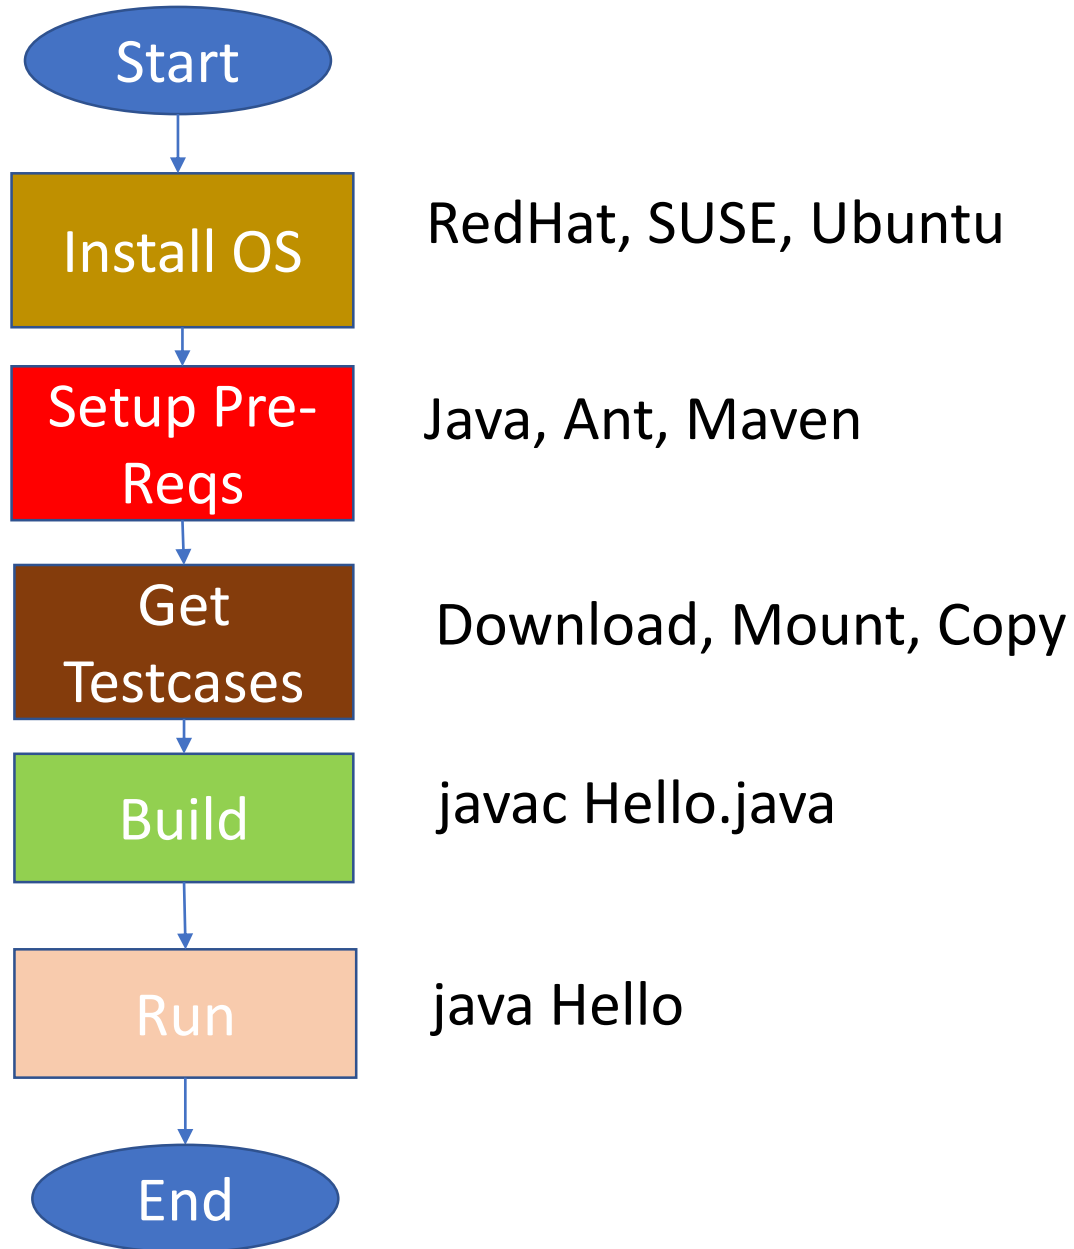 Start
Install OS
RedHat, SUSE, Ubuntu
Setup Pre-
Reqs
Java, Ant, Maven
Get
Testcases
Download, Mount, Copy
Build
javac Hello.java
Run
java Hello
End